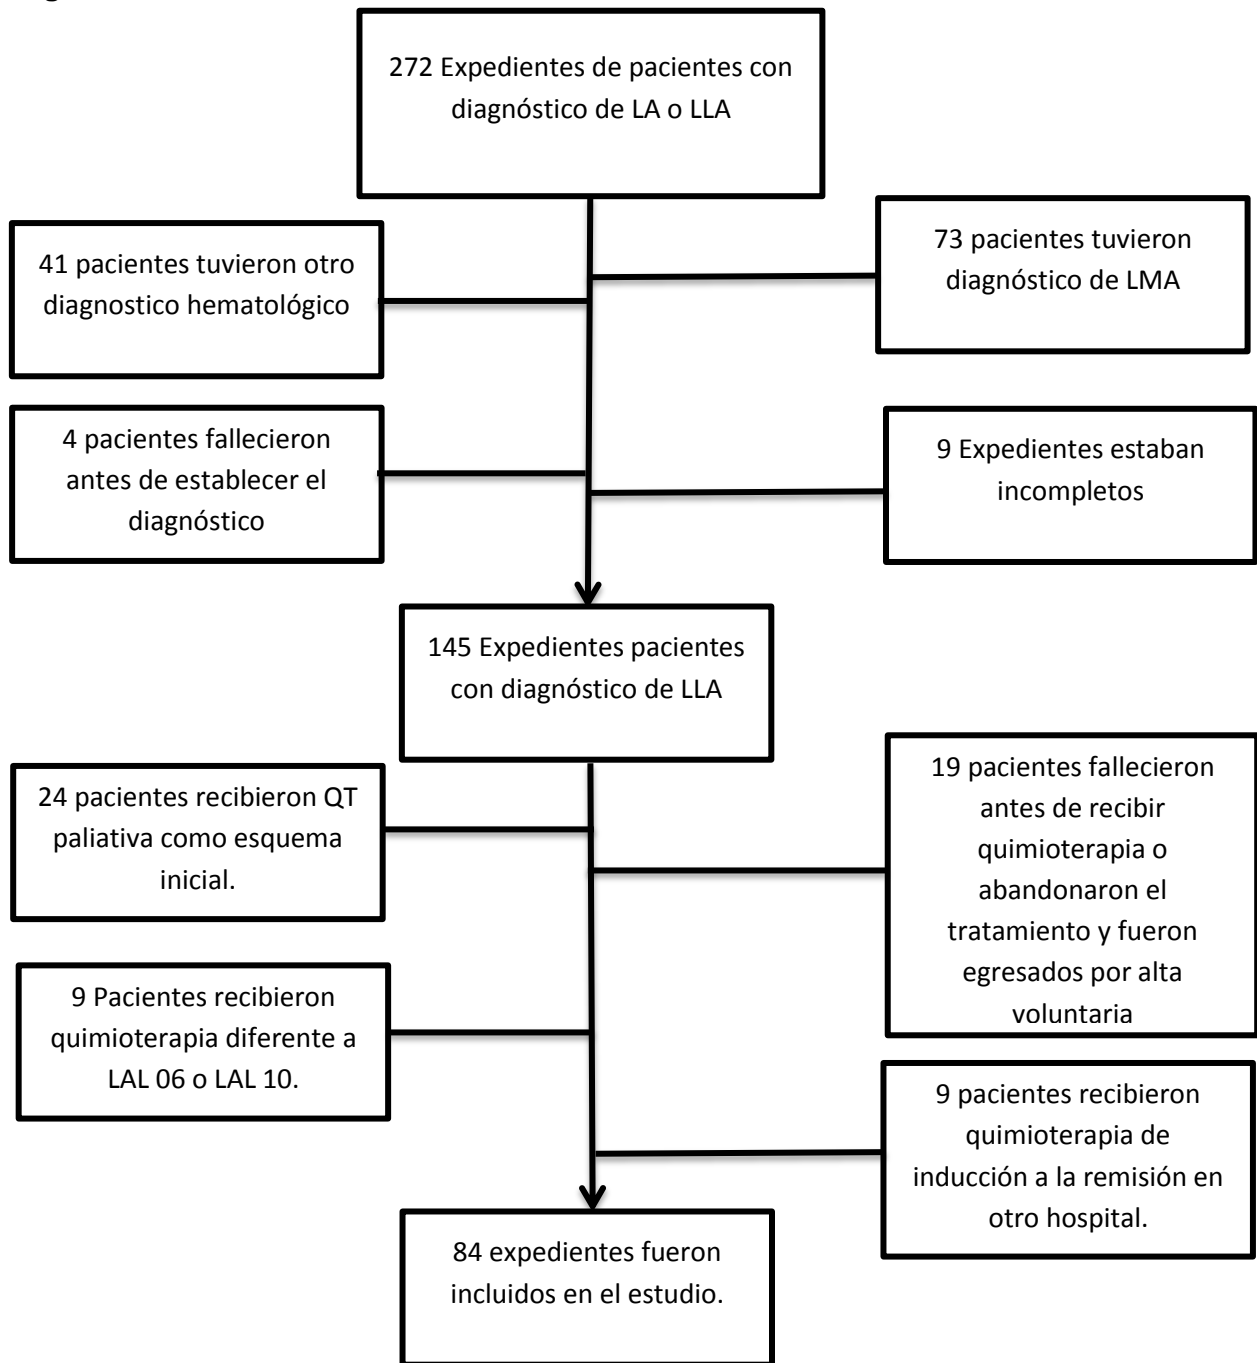 272 Expedientes de pacientes con
diagnóstico de LA o LLA
41 pacientes tuvieron otro
diagnostico hematológico
73 pacientes tuvieron
diagnóstico de LMA
4 pacientes fallecieron
antes de establecer el
diagnóstico
9 Expedientes estaban
incompletos
145 Expedientes pacientes
con diagnóstico de LLA
24 pacientes recibieron QT
paliativa como esquema
inicial.
19 pacientes fallecieron
antes de recibir
quimioterapia o
abandonaron el
tratamiento y fueron
egresados por alta
voluntaria
9 Pacientes recibieron
quimioterapia diferente a
LAL 06 o LAL 10.
9 pacientes recibieron
quimioterapia de
inducción a la remisión en
otro hospital.
84 expedientes fueron
incluidos en el estudio.